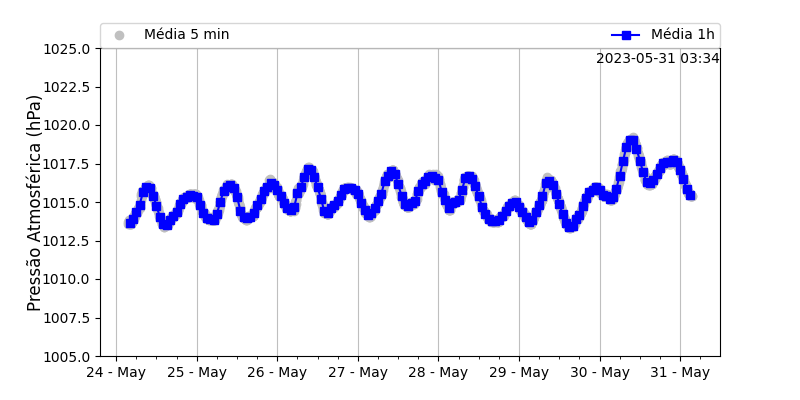 Média 5 min
Média 1h
2023-05-31 03:34
Pressão Atmosférica (hPa)
1025.0
1022.5
1020.0
1017.5
1015.0
1012.5
1010.0
1007.5
1005.0
24 - May 25 - May 26 - May 27 - May 28 - May 29 - May 30 - May 31 - May